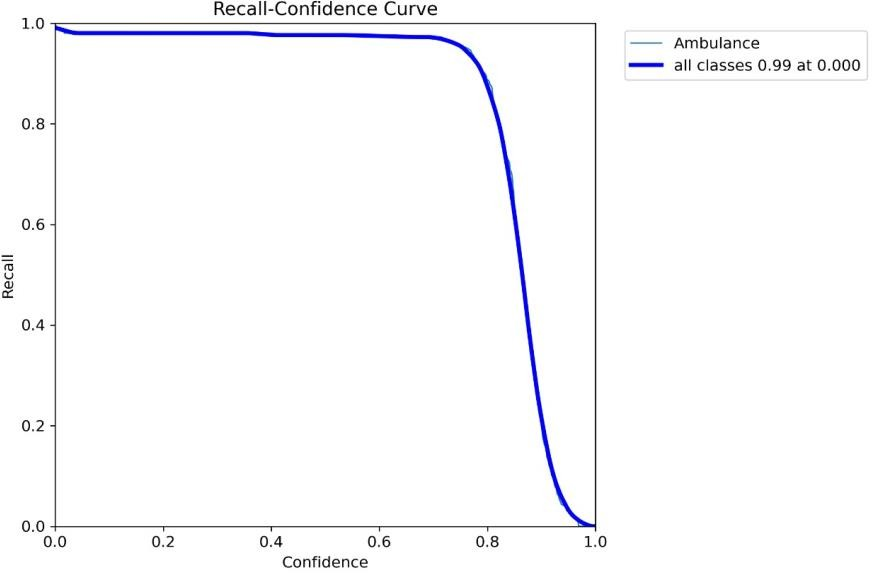 Recall-Confidence Curve
1.0
0.8
0.6
0.4
0.2
0.0
Recall
0.0 0.2 0.4 0.6 0.8 1.0
Confidence
Ambulance
all classes 0.99 at 0.000